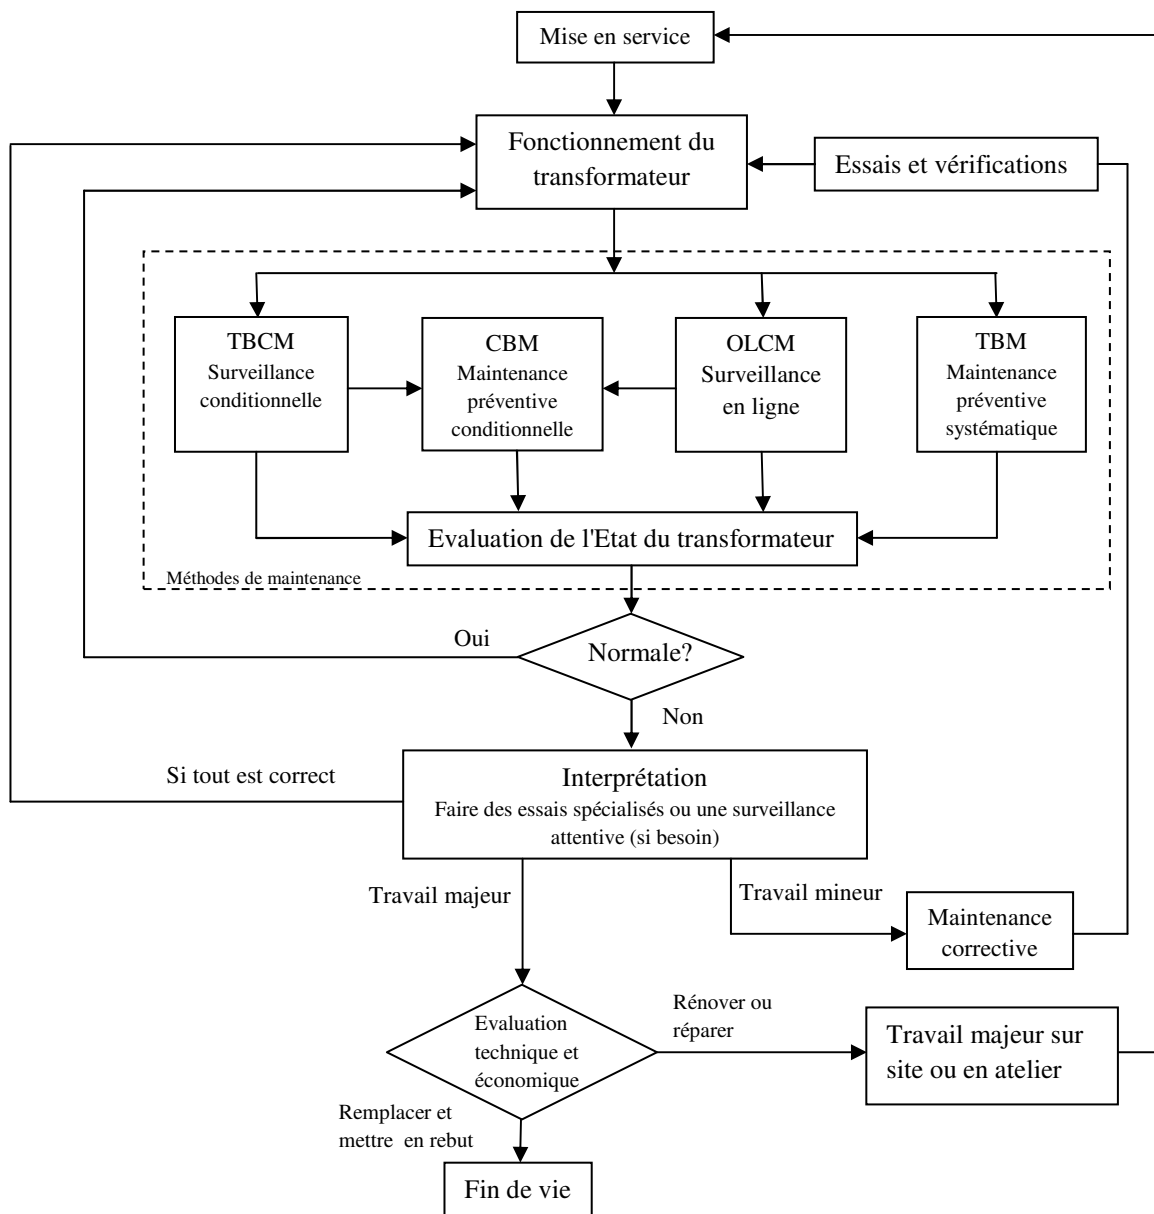 Mise en service
Fonctionnement du
transformateur
Essais et vérifications
TBCM
Surveillance
conditionnelle
CBM
Maintenance
préventive
conditionnelle
OLCM
Surveillance
en ligne
TBM
Maintenance
préventive
systématique
Evaluation de l'Etat du transformateur
Méthodes de maintenance
Oui
Normale?
Non
Si tout est correct
Interprétation
Faire des essais spécialisés ou une surveillance
attentive (si besoin)
Travail majeur
Travail mineur
Maintenance
corrective
Evaluation
technique et
économique
Rénover ou
réparer
Travail majeur sur
site ou en atelier
Remplacer et
mettre en rebut
Fin de vie